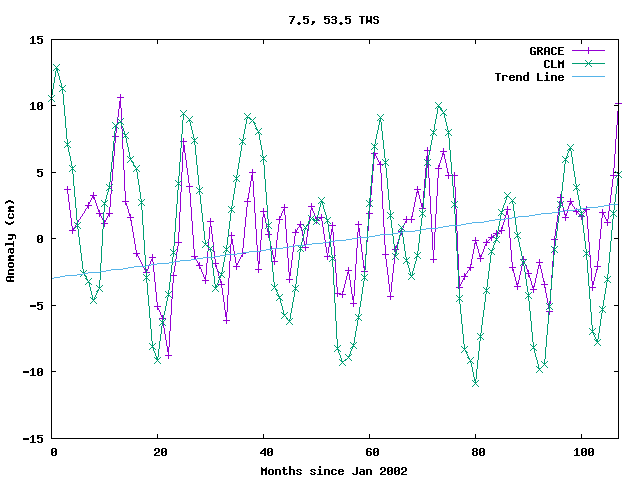 7.5, 53.5 TWS
15
GRACE
CLM
Trend Line
10
5
Anomaly (cm)
0
-5
-10
-15
0 20 40 60 80 100
Months since Jan 2002